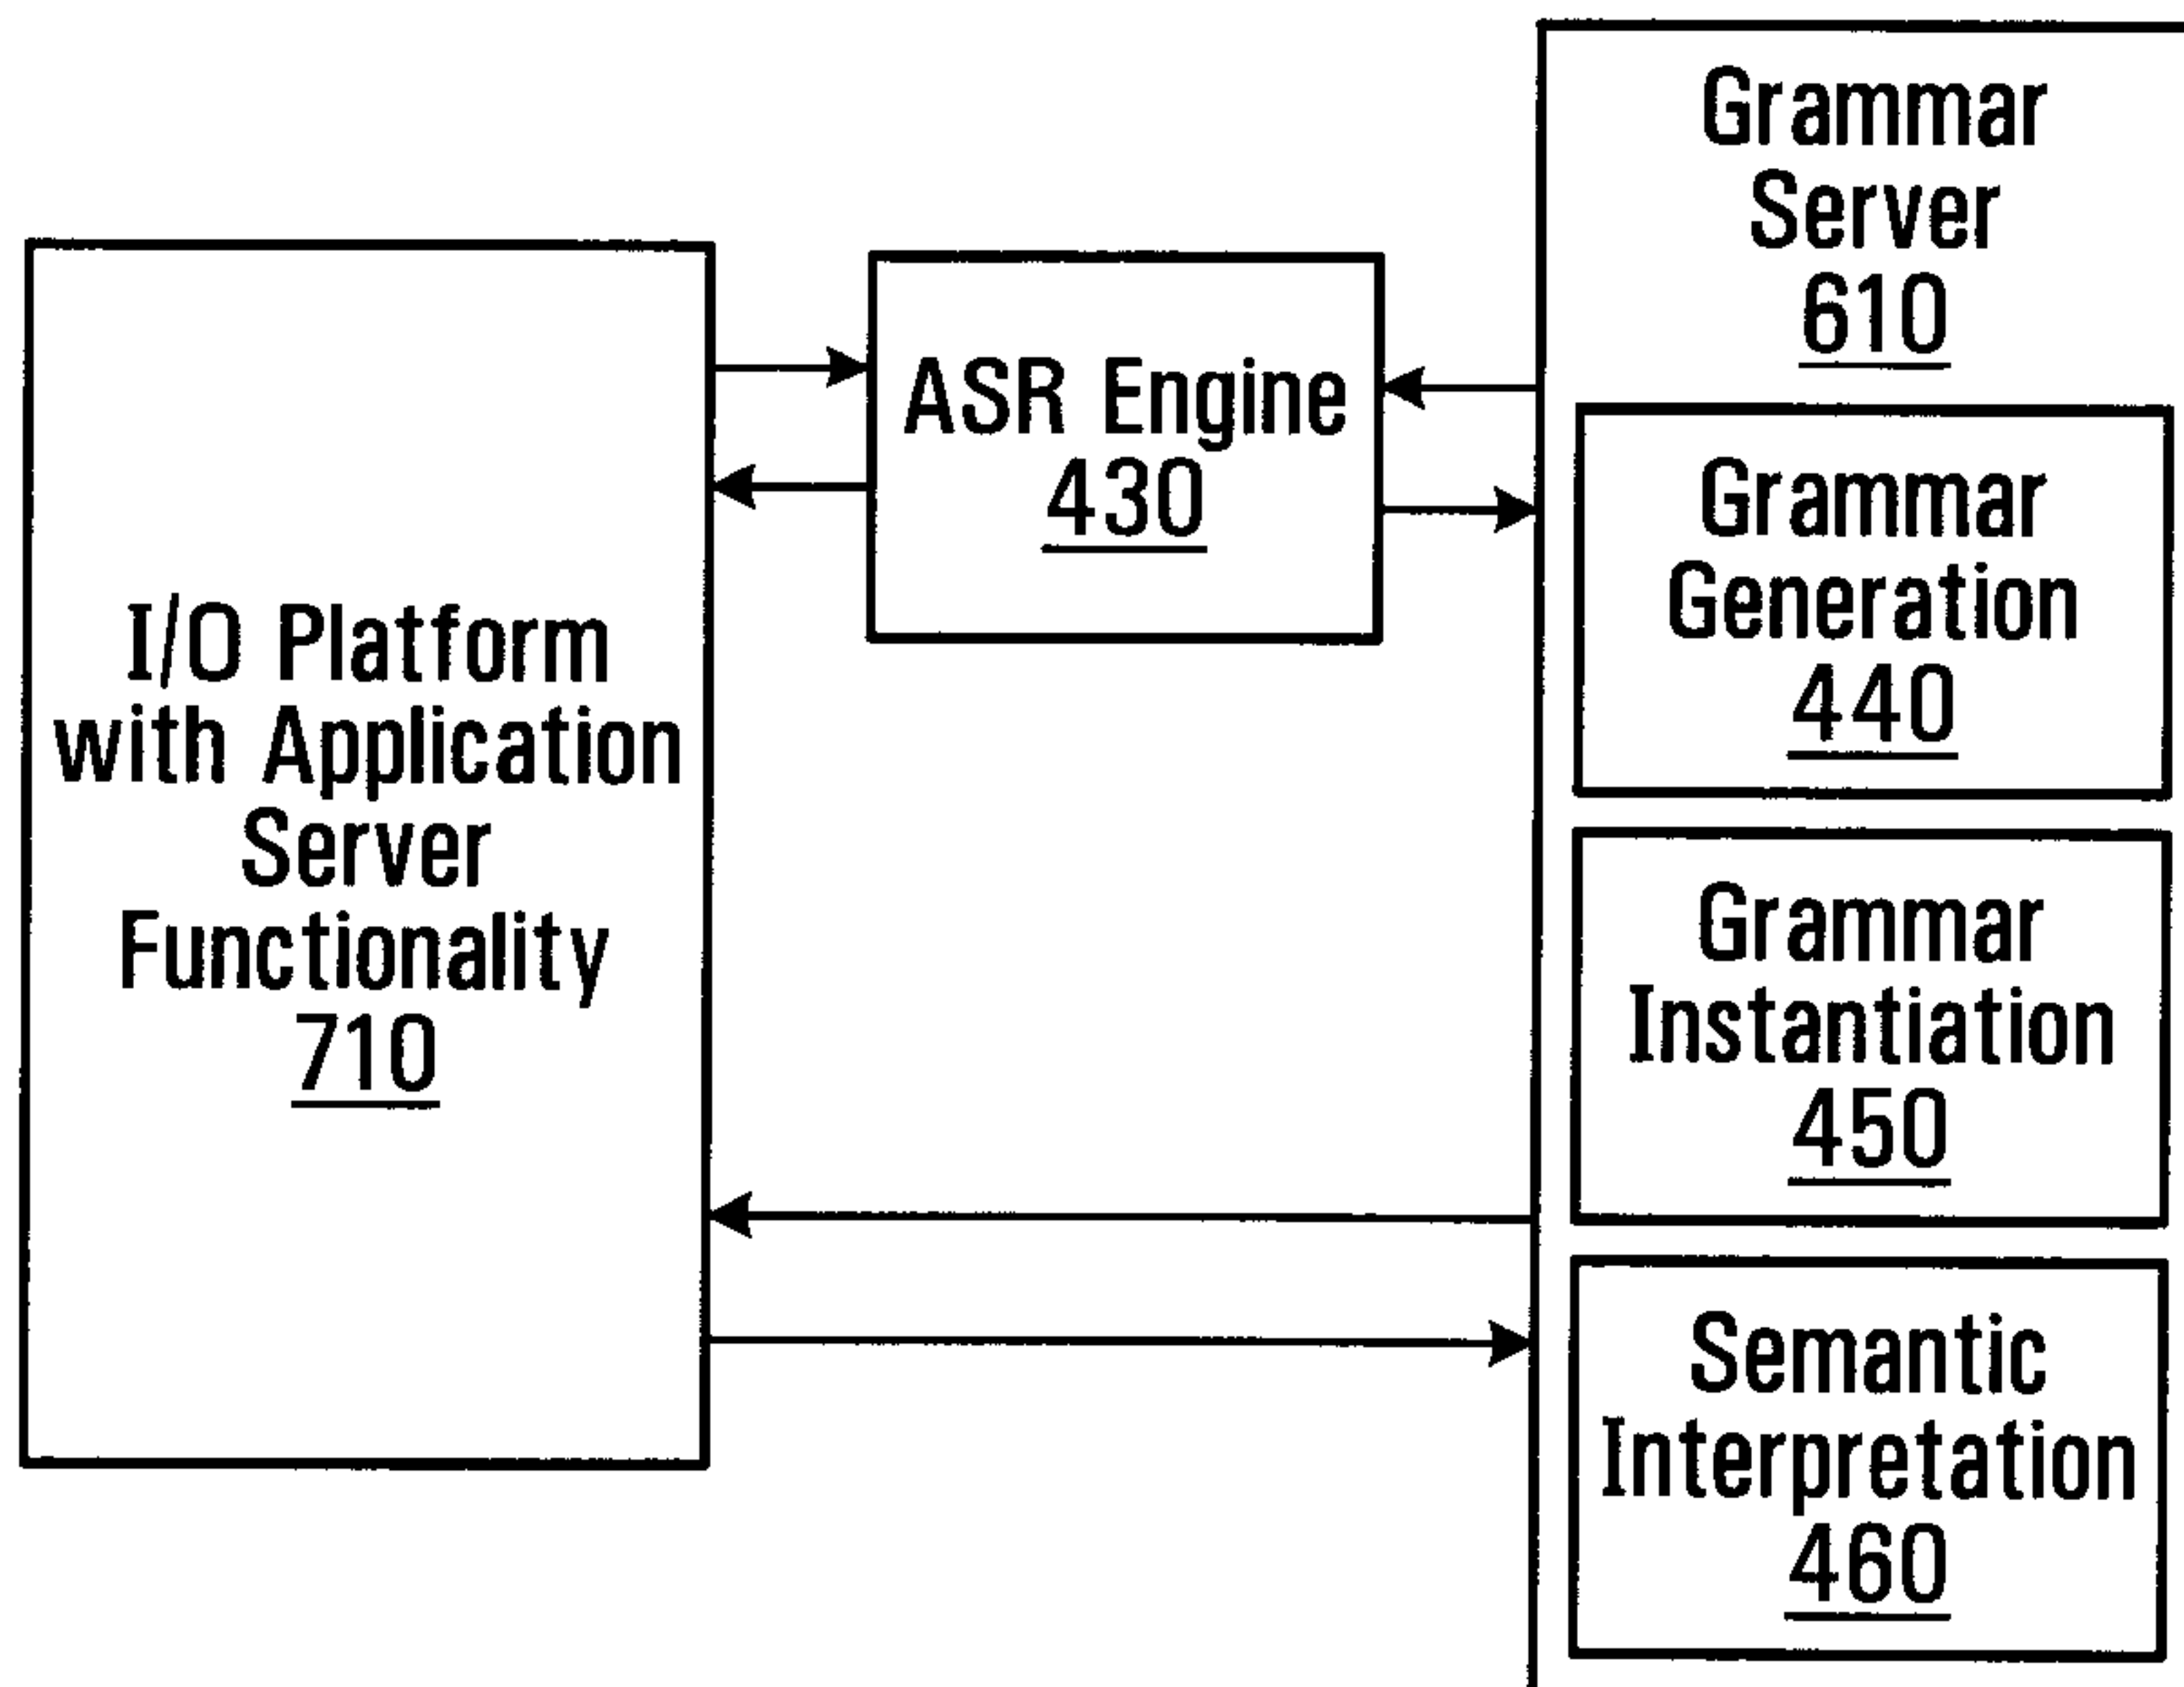 I/O Platform
with Application
Server
Functionality
710
ASR Engine
430
Grammar
Server
610
Grammar
Generation
440
Grammar
Instantiation
450
Semantic
Interpretation
460